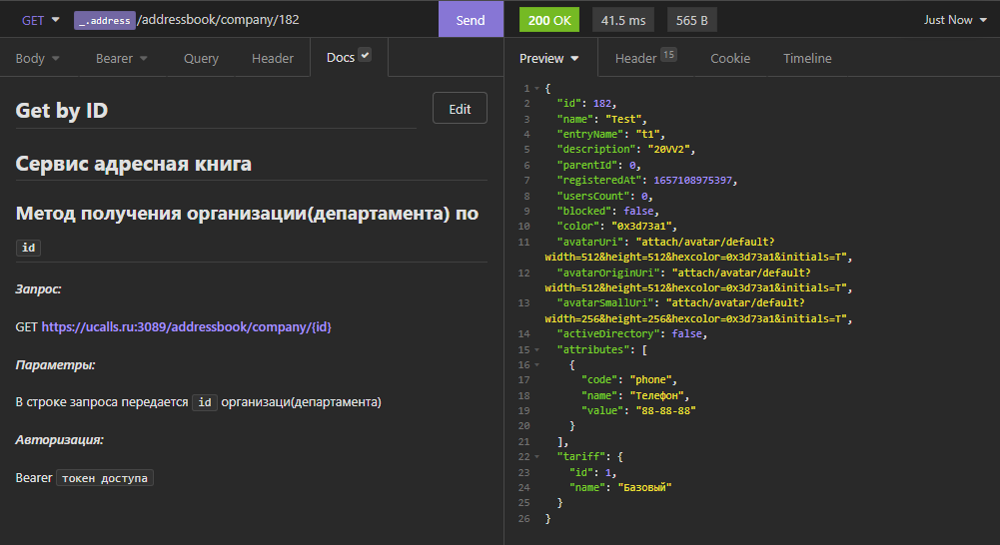 GET _.address /addressbook/company/182 Send
Body Bearer Query Header Docs
Get by ID
Edit
Сервис адресная книга
Метод получения организации(департамента) по
id
Запрос:
GET https://ucalls.ru:3089/addressbook/company/{id}
Параметры:
В строке запроса передается id организаци(департамента)
Авторизация:
Bearer токен доступа
200 OK 41.5 ms 565 B Just Now
Preview Header 15 Cookie Timeline
1 {
2 "id": 182,
3 "name": "Test",
4 "entryName": "t1",
5 "description": "20VV2",
6 "parentId": 0,
7 "registeredAt": 1657108975397,
8 "usersCount": 0,
9 "blocked": false,
10 "color": "0x3d73a1",
11 "avatarUri": "attach/avatar/default?
width=512&height=512&hexcolor=0x3d73a1&initials=T",
12 "avatarOriginUri": "attach/avatar/default?
width=512&height=512&hexcolor=0x3d73a1&initials=T",
13 "avatarSmallUri": "attach/avatar/default?
width=256&height=256&hexcolor=0x3d73a1&initials=T",
14 "activeDirectory": false,
15 "attributes": [
16 {
17 "code": "phone",
18 "name": "Телефон",
19 "value": "88-88-88"
20 }
21 ],
22 "tariff": {
23 "id": 1,
24 "name": "Базовый"
25 }
26 }